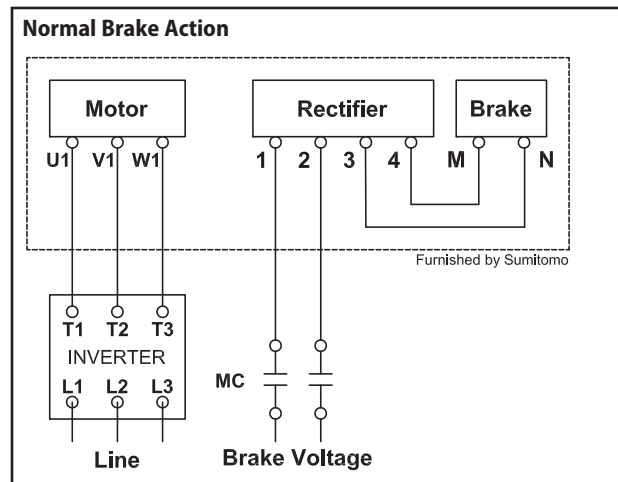 Normal Brake Action
Motor
Rectifier
Brake
U1 V1 W1
1 2 3 4 M N
Furnished by Sumitomo
T1 T2 T3
INVERTER
L1 L2 L3
MC
Line
Brake Voltage